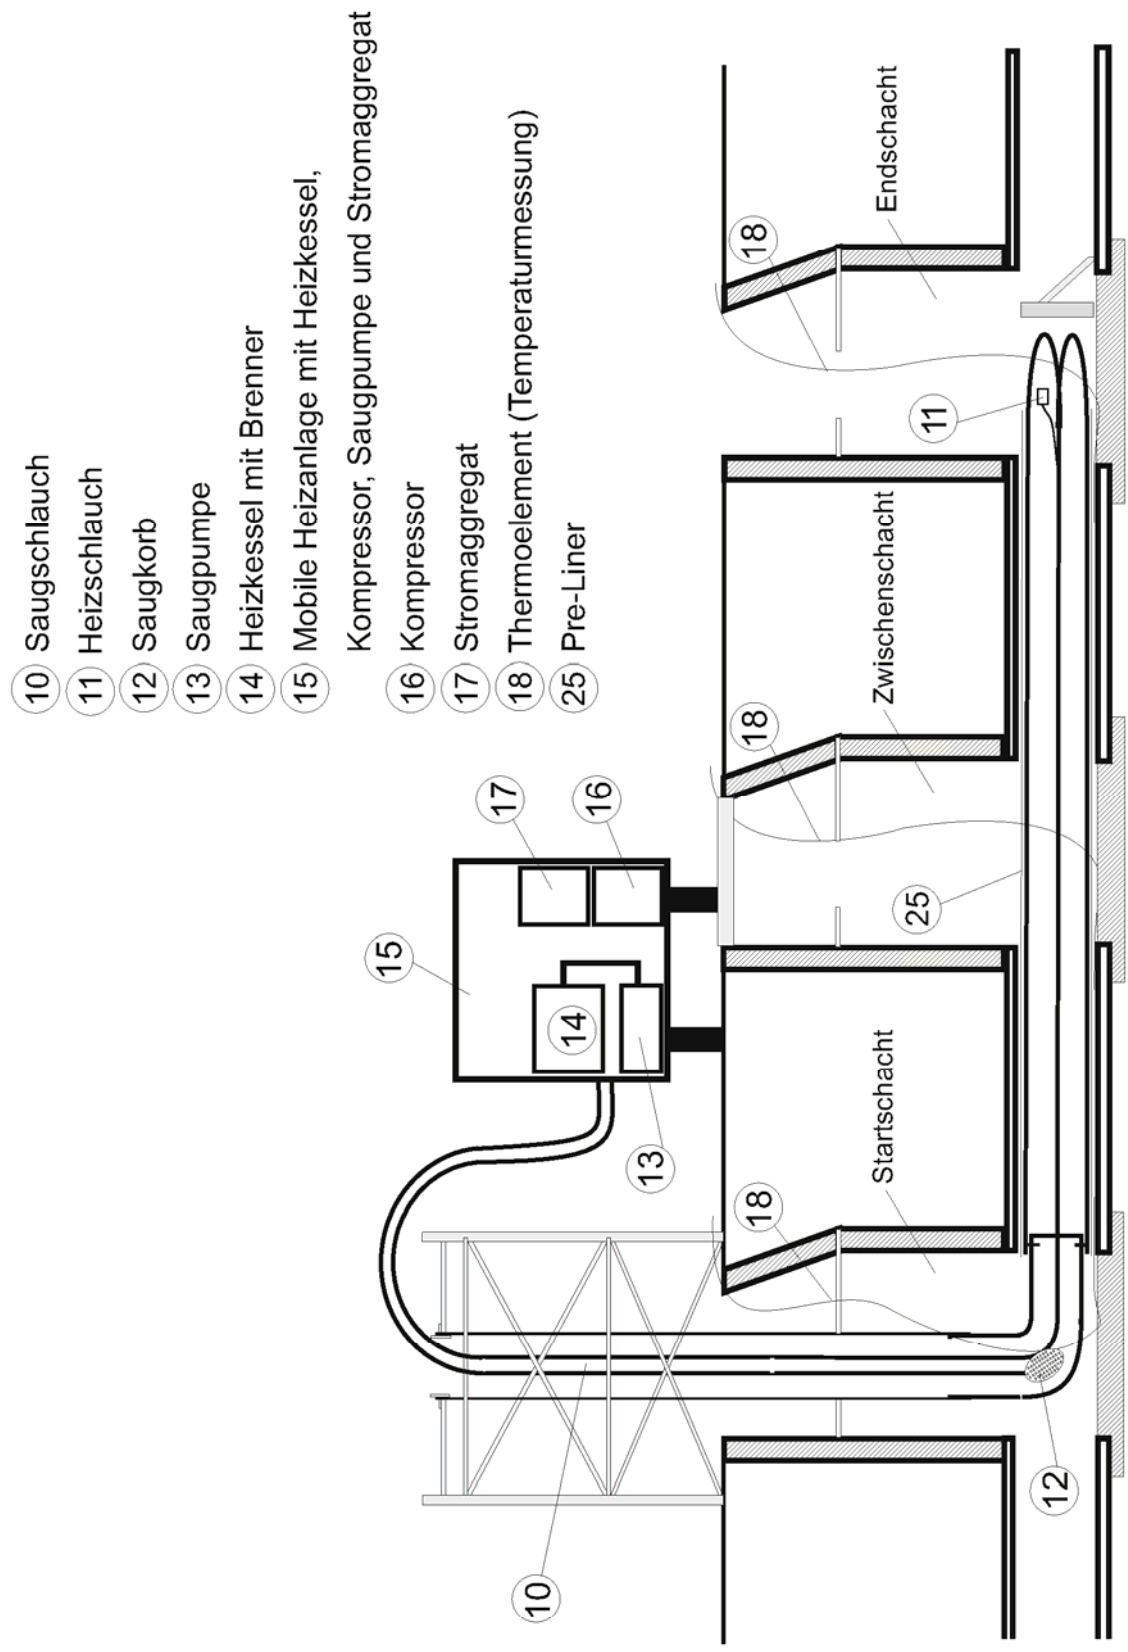 10 Saugschlauch
11 Heizschlauch
12 Saugkorb
13 Saugpumpe
14 Heizkessel mit Brenner
15 Mobile Heizanlage mit Heizkessel,
Kompressor, Saugpumpe und Stromaggregat
16 Kompressor
17 Stromaggregat
18 Thermoelement (Temperaturmessung)
25 Pre-Liner
15
17
16
14
13
10
18
18
18
Startschacht
Zwischenschacht
Endschacht
25
11
12